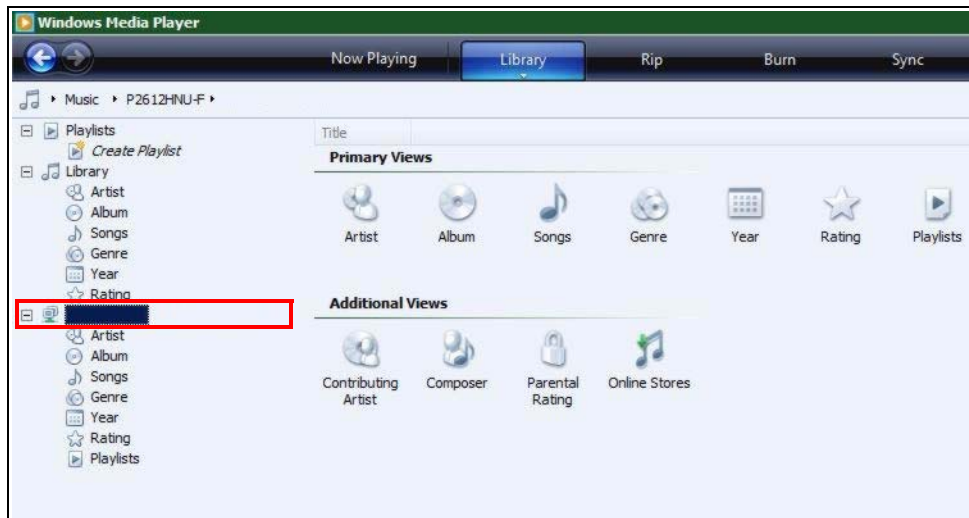 Windows Media Player
Now Playing Library Rip Burn Sync
Music P2612HNU-F
Playlists
Create Playlist
Library
Artist
Album
Songs
Genre
Year
Rating
Artist
Album
Songs
Genre
Year
Rating
Playlists
Title
Primary Views
Artist Album Songs Genre Year Rating Playlists
Additional Views
Contributing Artist Composer Parental Rating Online Stores